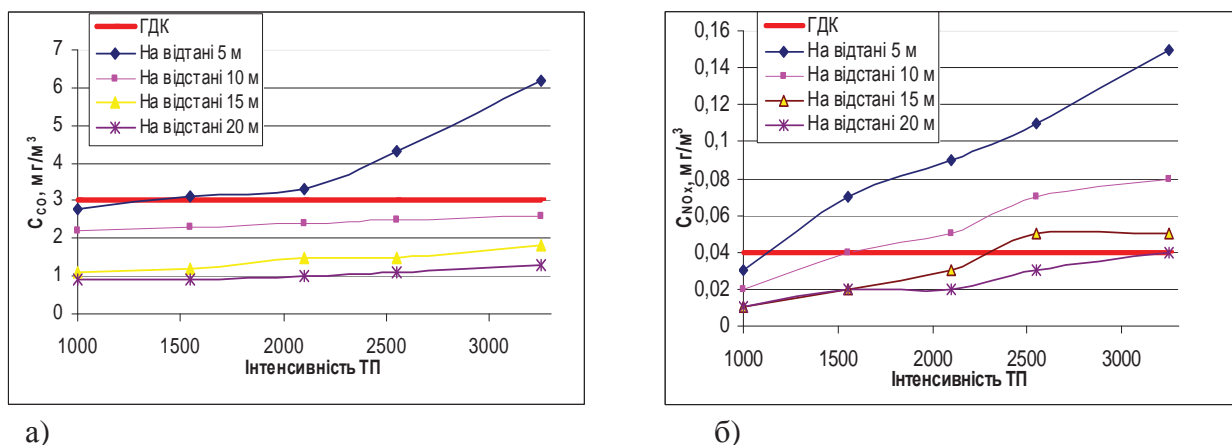 ГДК
На відтані 5 м
На відстані 10 м
На відстані 15 м
На відстані 20 м
7
6
5
4
3
2
1
0
C_CO, мг/м³
1000 1500 2000 2500 3000
Інтенсивність ТП
а)
ГДК
На відстані 5 м
На відстані 10 м
На відстані 15 м
На відстані 20 м
0,16
0,14
0,12
0,1
0,08
0,06
0,04
0,02
0
C_NOx, мг/м³
1000 1500 2000 2500 3000
Інтенсивність ТП
б)